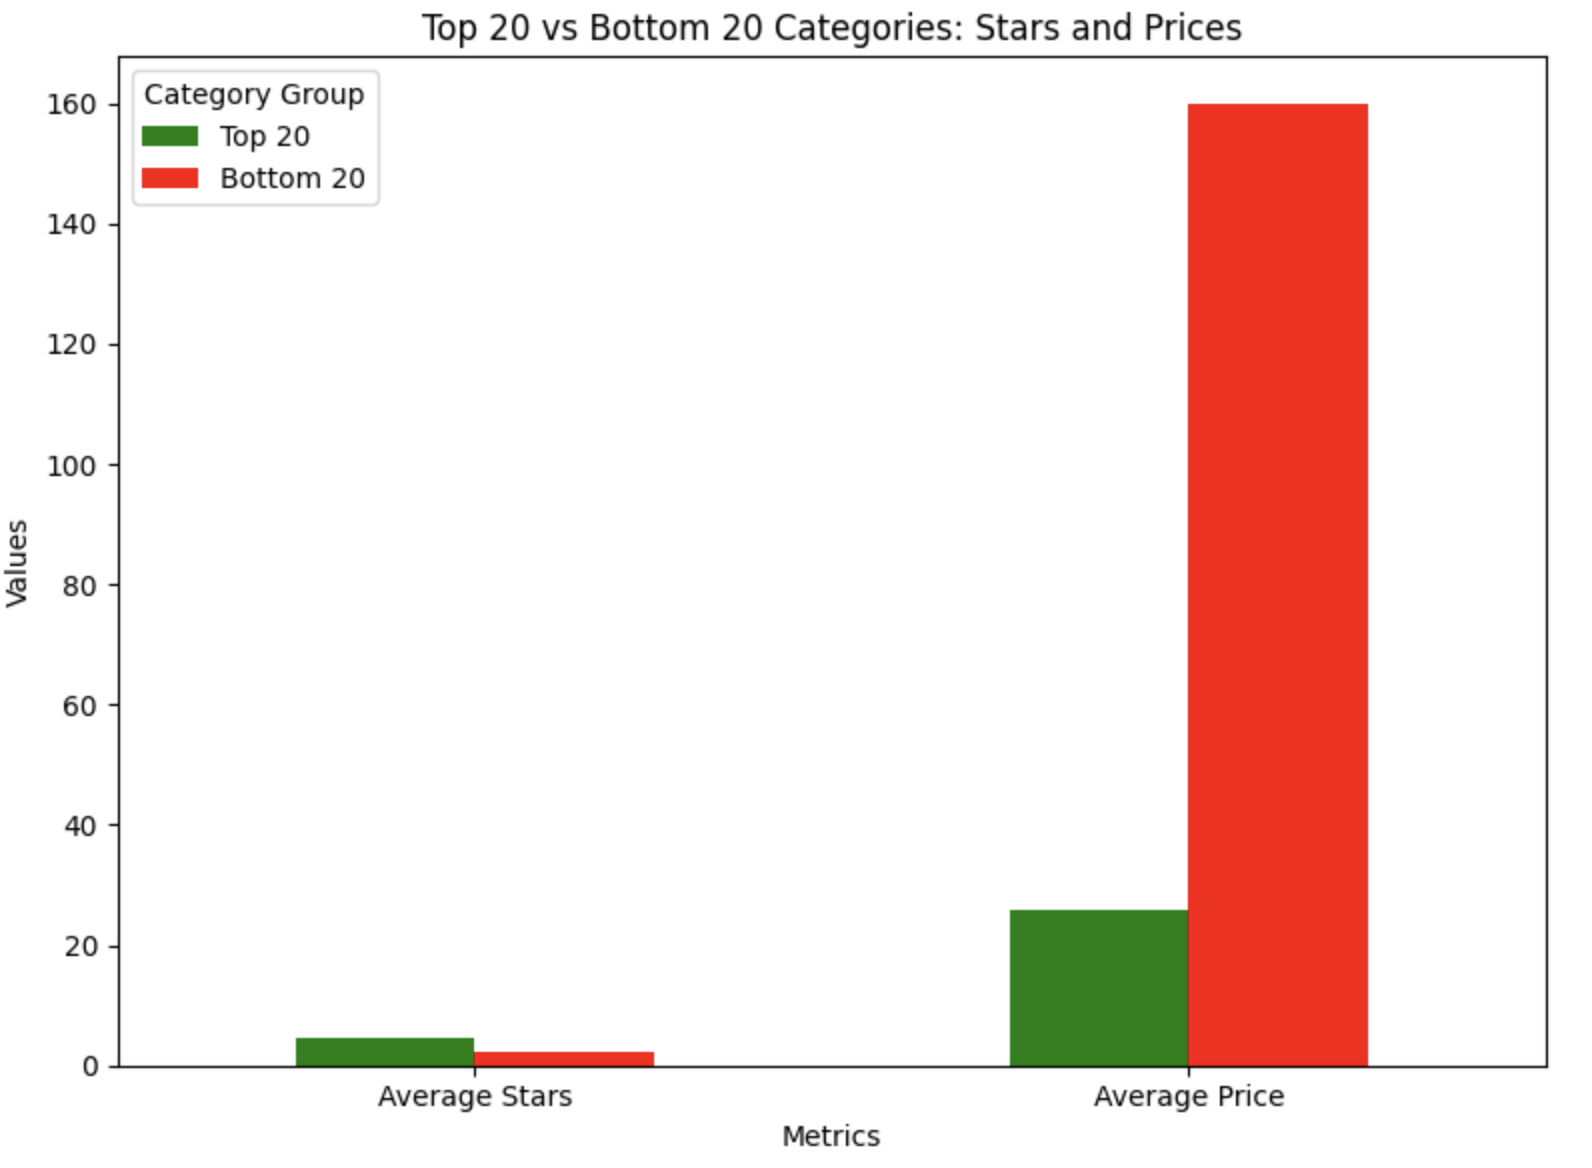 Top 20 vs Bottom 20 Categories: Stars and Prices
Category Group
Top 20
Bottom 20
160
140
120
100
80
60
40
20
0
Values
Average Stars
Average Price
Metrics